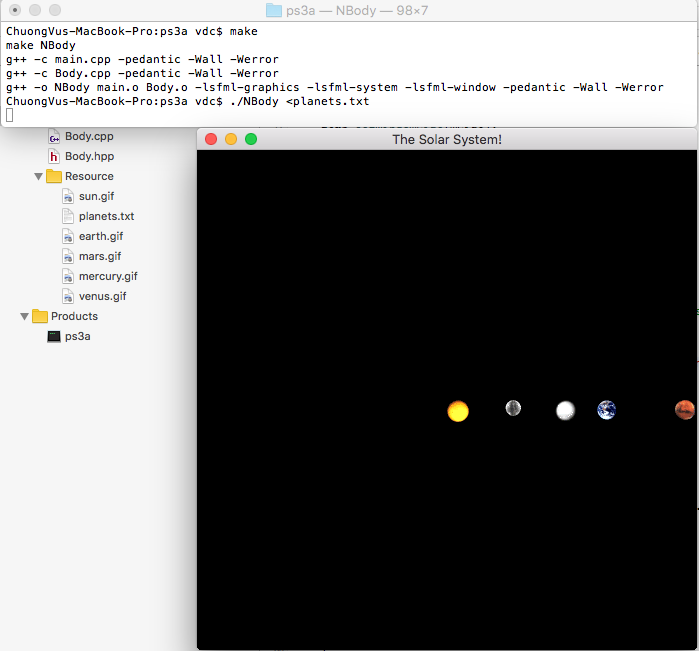 ps3a — NBody — 98×7
ChuongVus-MacBook-Pro:ps3a vdc$ make
make NBody
g++ -c main.cpp -pedantic -Wall -Werror
g++ -c Body.cpp -pedantic -Wall -Werror
g++ -o NBody main.o Body.o -lsfml-graphics -lsfml-system -lsfml-window -pedantic -Wall -Werror
ChuongVus-MacBook-Pro:ps3a vdc$ ./NBody <planets.txt
Body.cpp
Body.hpp
Resource
sun.gif
planets.txt
earth.gif
mars.gif
mercury.gif
venus.gif
Products
ps3a
The Solar System!